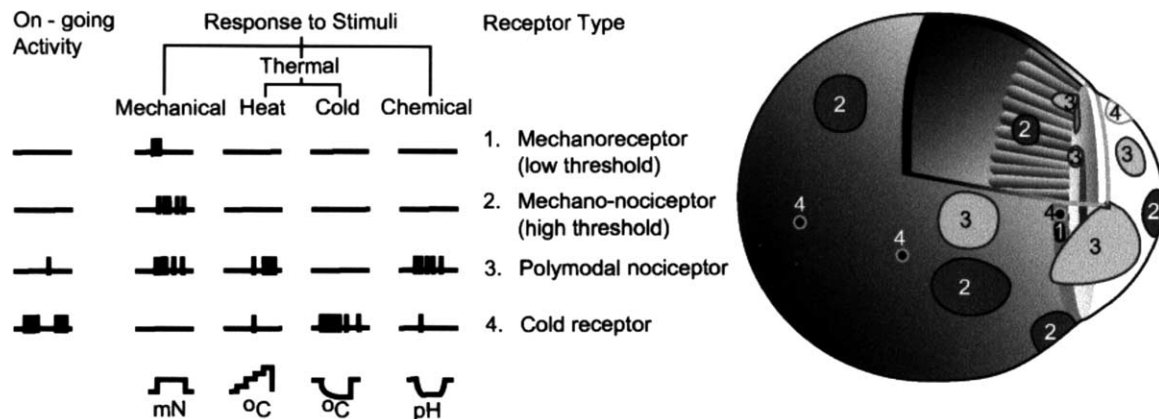 On - going
Activity
Response to Stimuli
Receptor Type
Thermal
Mechanical Heat Cold Chemical
1. Mechanoreceptor
(low threshold)
2. Mechano-nociceptor
(high threshold)
3. Polymodal nociceptor
4. Cold receptor
mN
ºC
ºC
pH
2
2
3
4
3
3
4
4
3
4
1
3
2
2
2